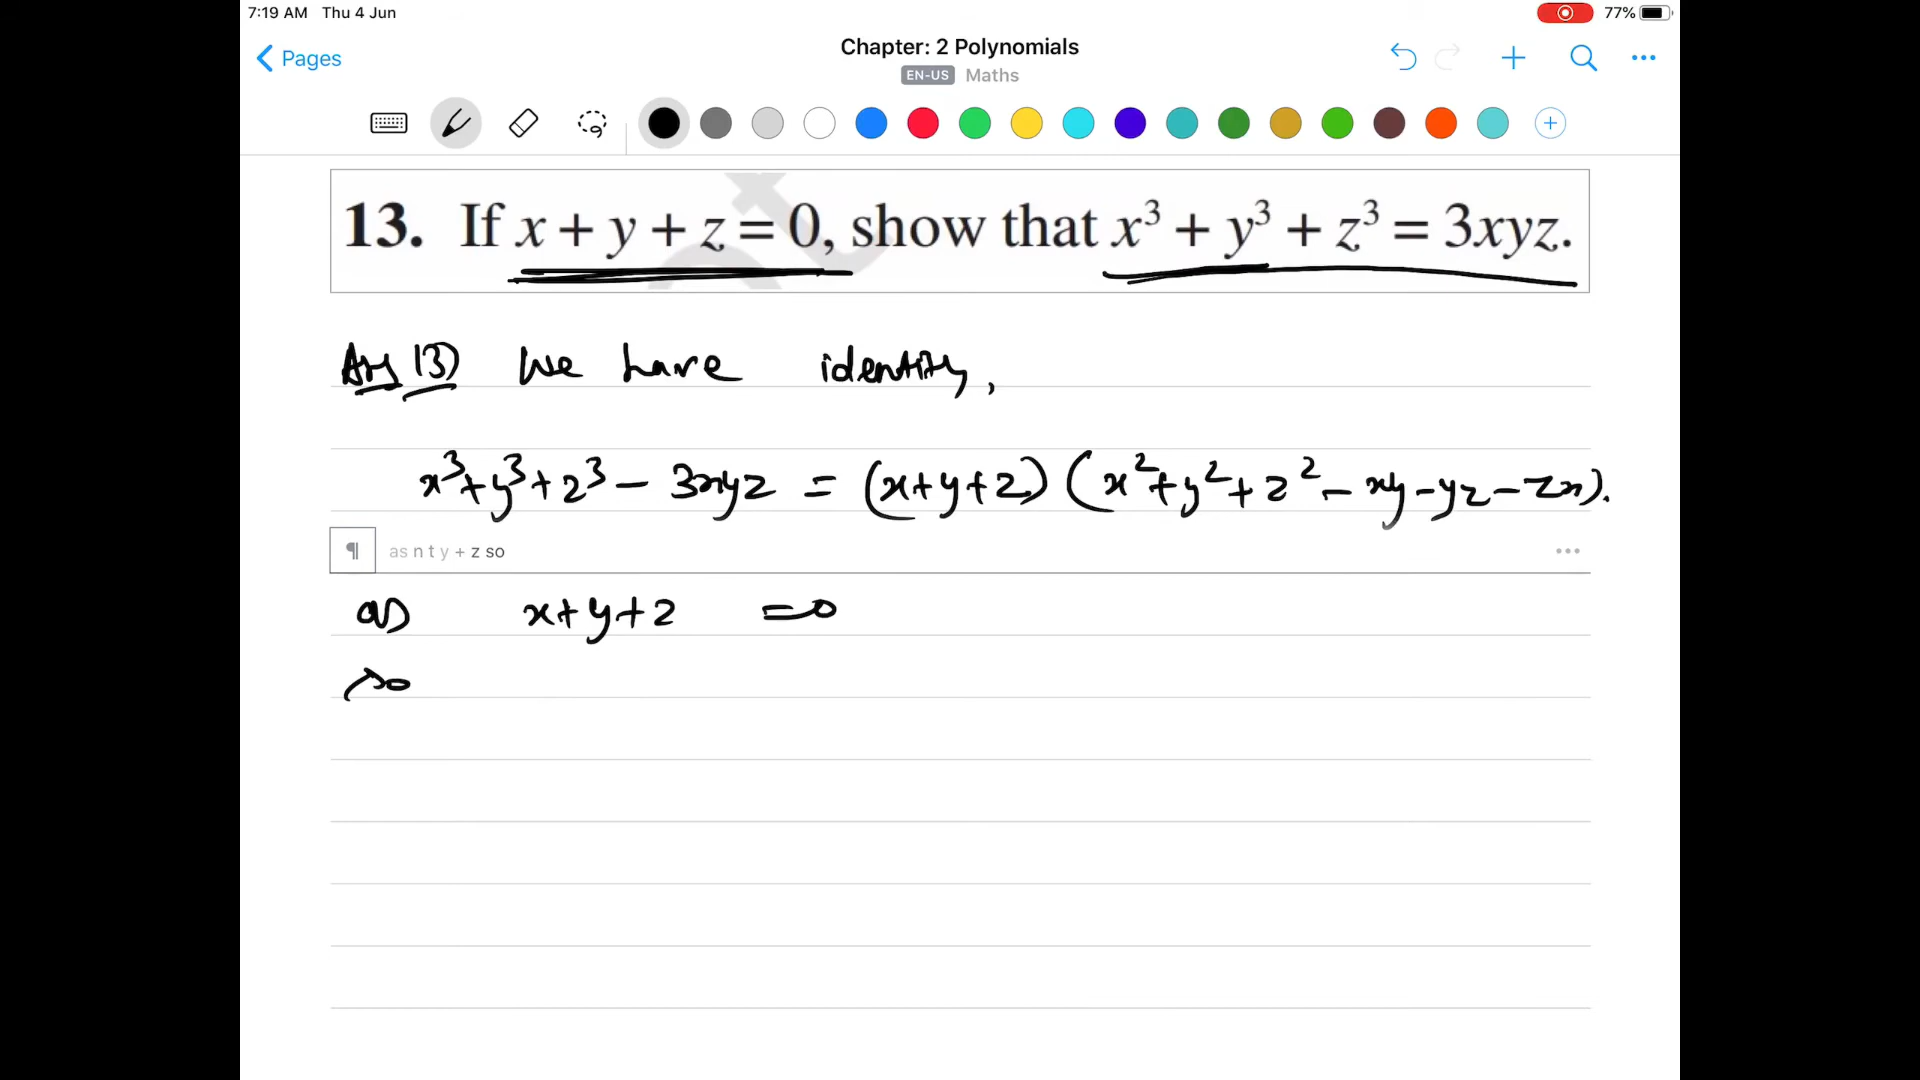 7:19 AM Thu 4 Jun 77%
Pages
Chapter: 2 Polynomials
EN-US Maths
13. If x + y + z = 0, show that x³ + y³ + z³ = 3xyz.
Ans 13) We have identity,
x³+y³+z³ - 3xyz = (x+y+z) (x²+y²+z² - xy - yz - zx).
as n t y + z so
as x+y+z =0
so